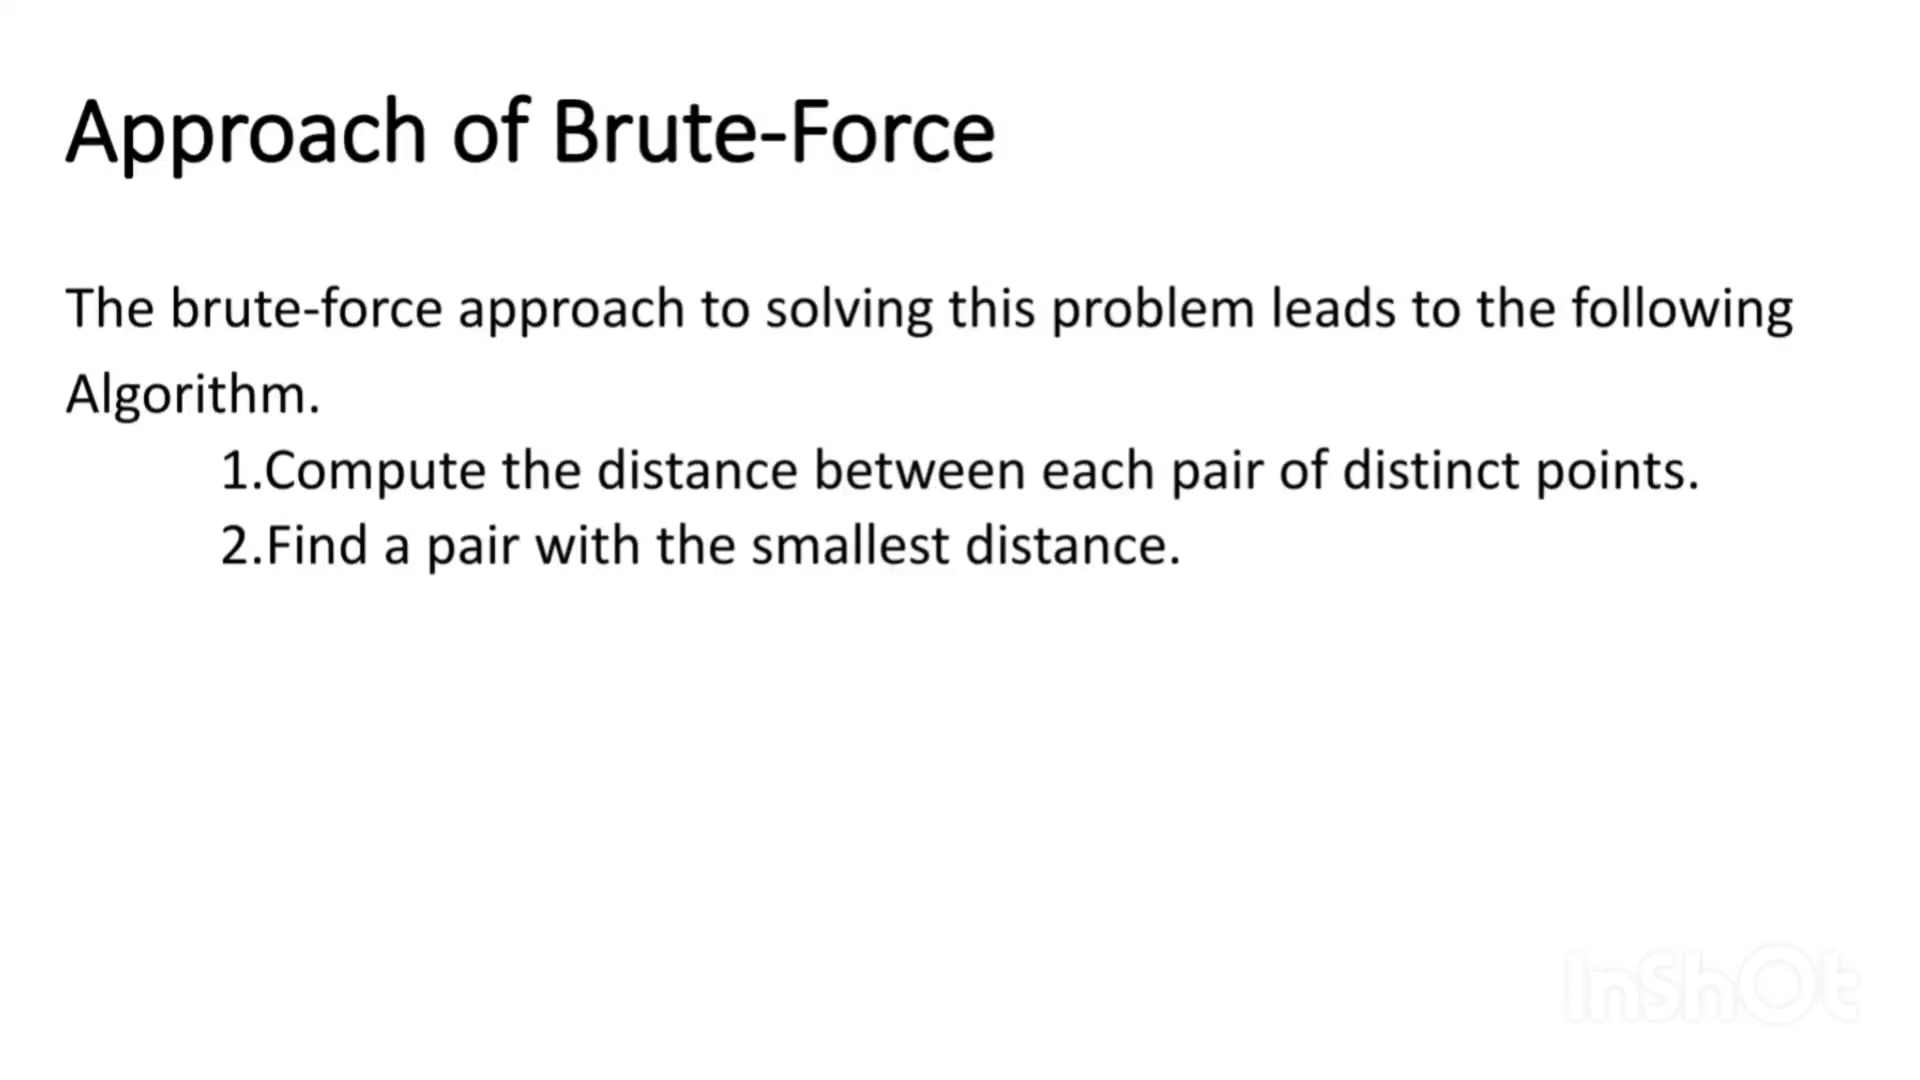 Approach of Brute-Force
The brute-force approach to solving this problem leads to the following
Algorithm.
1.Compute the distance between each pair of distinct points.
2.Find a pair with the smallest distance.
InShOt